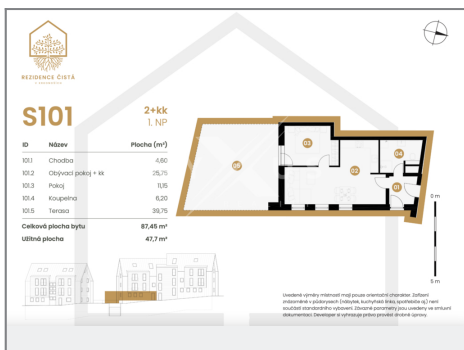 REZIDENCE ČISTÁ
S101
2+kk
1. NP
ID Název Plocha (m²)
101.1 Chodba 4,60
101.2 Obývací pokoj + kk 25,75
101.3 Pokoj 11,15
101.4 Koupelna 6,20
101.5 Terasa 39,75
Celková plocha bytu 87,45 m²
Užitná plocha 47,7 m²
05
03
02
04
01
0 m
5 m
Uvedené výměry místností mají pouze orientační charakter. Zařízení
znázorněné v půdorysech (nábytek, kuchyňská linka, spotřebiče aj.) není
součástí standardního vybavení. Závazné parametry jsou uvedeny ve smluvní
dokumentaci. Developer si vyhrazuje právo provést drobné úpravy.